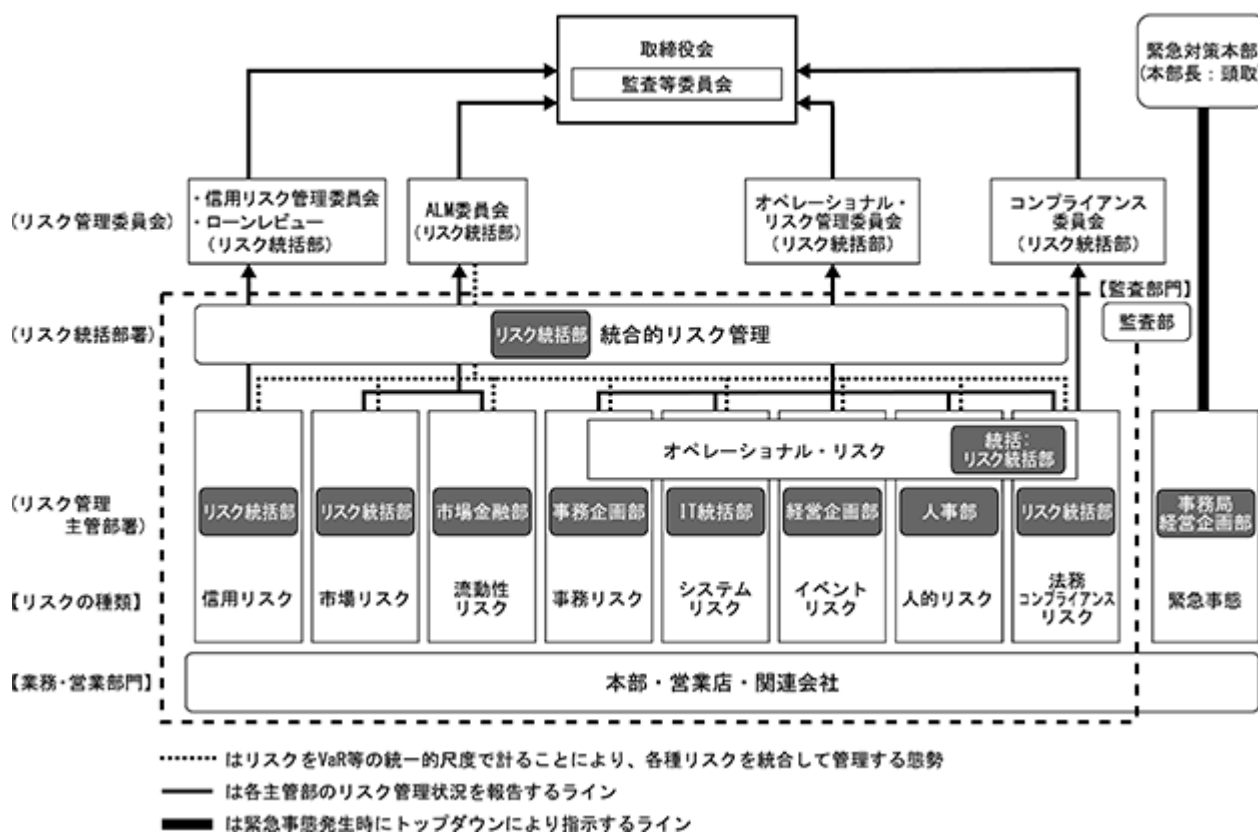 取締役会
監査等委員会
緊急対策本部
(本部長:頭取)
(リスク管理委員会)
・信用リスク管理委員会
・ローンレビュー
(リスク統括部)
ALM委員会
(リスク統括部)
オペレーショナル・
リスク管理委員会
(リスク統括部)
コンプライアンス
委員会
(リスク統括部)
【監査部門】
監査部
(リスク統括部署)
リスク統括部
統合的リスク管理
オペレーショナル・リスク
統括:
リスク統括部
(リスク管理
主管部署)
リスク統括部
リスク統括部
市場金融部
事務企画部
IT統括部
経営企画部
人事部
リスク統括部
事務局
経営企画部
【リスクの種類】
信用リスク
市場リスク
流動性
リスク
事務リスク
システム
リスク
イベント
リスク
人的リスク
法務
コンプライアンス
リスク
緊急事態
【業務・営業部門】
本部・営業店・関連会社
はリスクをVaR等の統一的尺度で計ることにより、各種リスクを統合して管理する態勢
は各主管部のリスク管理状況を報告するライン
は緊急事態発生時にトップダウンにより指示するライン